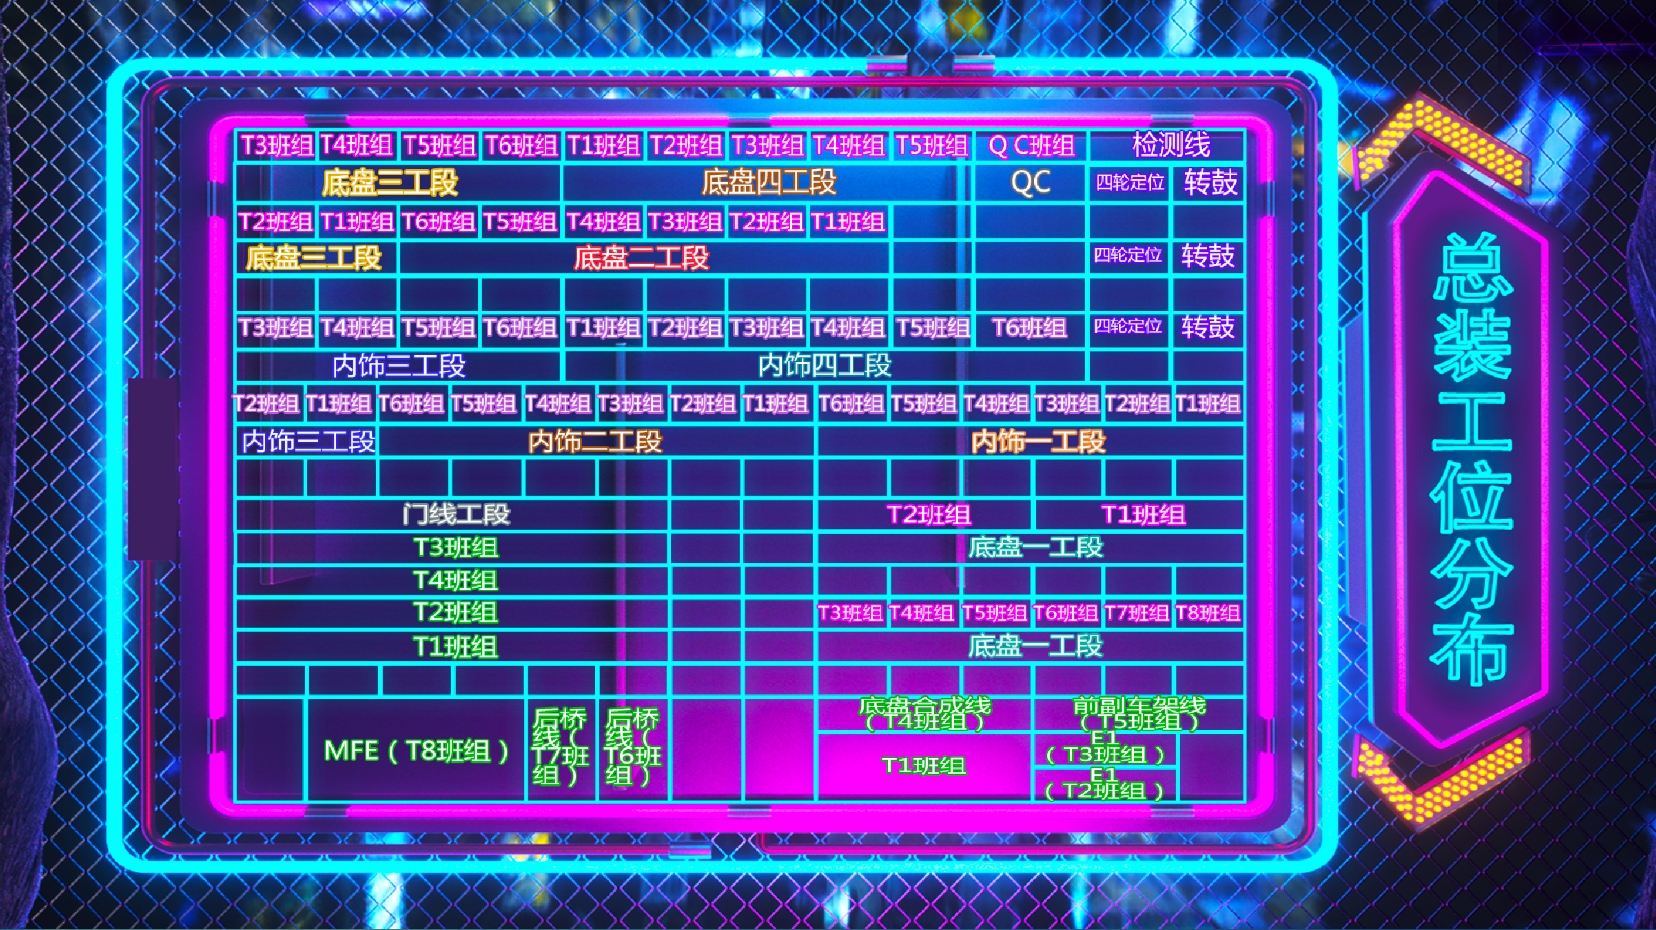 T3班组 T4班组 T5班组 T6班组 T1班组 T2班组 T3班组 T4班组 T5班组 Q C班组 检测线
底盘三工段 底盘四工段 QC 四轮定位 转鼓
T2班组 T1班组 T6班组 T5班组 T4班组 T3班组 T2班组 T1班组
底盘三工段 底盘二工段 四轮定位 转鼓
T3班组 T4班组 T5班组 T6班组 T1班组 T2班组 T3班组 T4班组 T5班组 T6班组 四轮定位 转鼓
内饰三工段 内饰四工段
T2班组 T1班组 T6班组 T5班组 T4班组 T3班组 T2班组 T1班组 T6班组 T5班组 T4班组 T3班组 T2班组 T1班组
内饰三工段 内饰二工段 内饰一工段
门线工段 T2班组 T1班组
T3班组 底盘一工段
T4班组
T2班组 T3班组 T4班组 T5班组 T6班组 T7班组 T8班组
T1班组 底盘一工段
MFE（T8班组）
后桥
线（
T7班
组）
后桥
线（
T6班
组）
底盘合成线
（T4班组）
前副车架线
（T5班组）
T1班组
E1
（T3班组）
E1
（T2班组）
总装工位分布